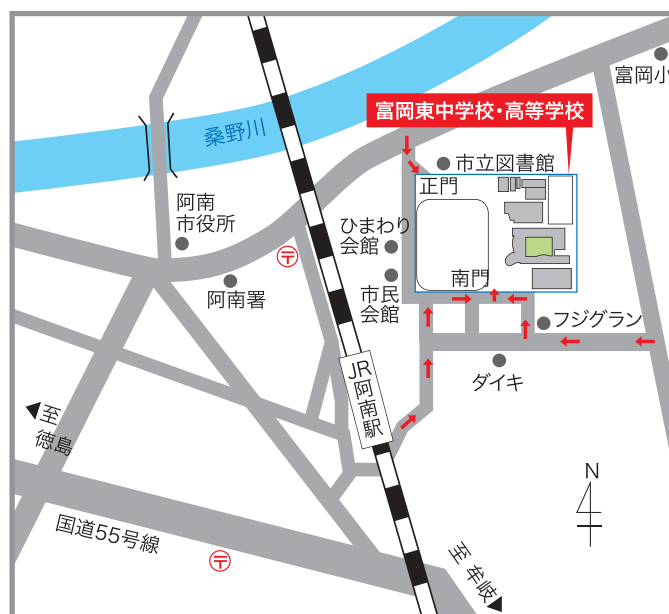 富岡小
富岡東中学校・高等学校
桑野川
市立図書館
正門
阿南
市役所
ひまわり
会館
〒
南門
阿南署
市民
会館
フジグラン
JR阿南駅
ダイキ
至
徳島
N
国道55号線
〒
至 牟岐